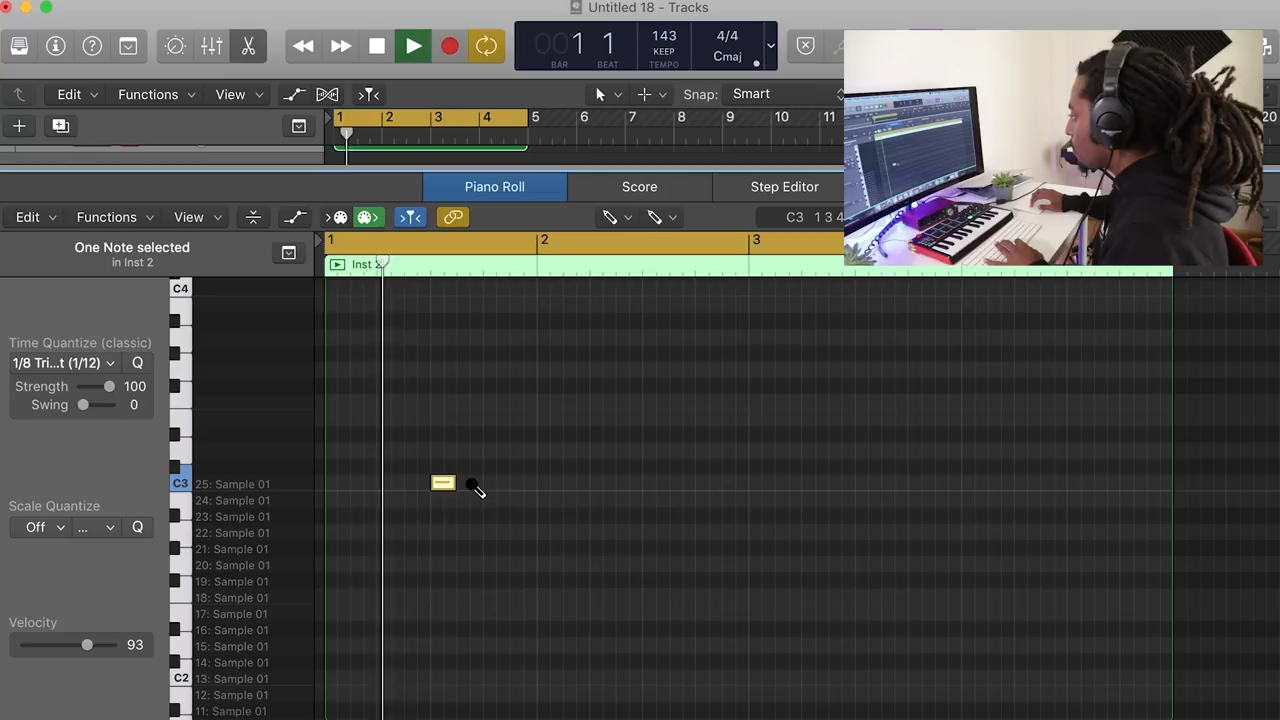 Untitled 18 - Tracks
001 1
BAR BEAT
143
KEEP
TEMPO
4/4
Cmaj
Edit Functions View Snap: Smart
1 2 3 4 5 6 7 8 9 10 11
20
Piano Roll Score Step Editor
Edit Functions View C3 1 3 4
One Note selected
in Inst 2
1 2 3
Inst 2
C4
Time Quantize (classic)
1/8 Tri...t (1/12) Q
Strength 100
Swing 0
C3 25: Sample 01
24: Sample 01
23: Sample 01
Scale Quantize
Off ... Q
22: Sample 01
21: Sample 01
20: Sample 01
19: Sample 01
18: Sample 01
17: Sample 01
Velocity
93
16: Sample 01
15: Sample 01
14: Sample 01
C2 13: Sample 01
12: Sample 01
11: Sample 01